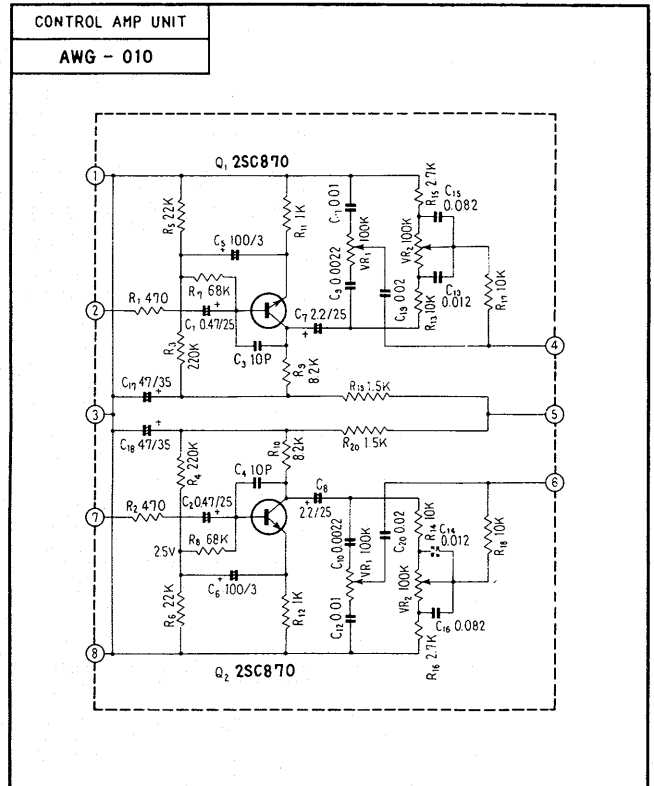 CONTROL AMP UNIT
AWG - 010
Q₁ 2SC870
1
R₅ 22K
R₁₁ 1K
C₁₁ 0.01
R₁₅ 2.7K
C₁₅ 0.082
C₅ 100/3
+
VR₁ 100K
VR₂ 100K
R₇ 68K
C₉ 0.0022
C₁₉ 0.02
C₁₃ 0.012
R₁₃ 10K
R₁₇ 10K
2
R₁ 470
C₁ 0.47/25
+
C₇ 2.2/25
+
R₃ 220K
C₃ 10P
R₉ 8.2K
4
C₁₇ 47/35
+
R₁₉ 1.5K
3
5
C₁₈ 47/35
+
R₂₀ 1.5K
R₁₀ 8.2K
R₄ 220K
C₄ 10P
C₈ 2.2/25
+
6
7
R₂ 470
C₂ 0.47/25
+
R₈ 68K
2.5V
C₁₀ 0.0022
VR₁ 100K
C₂₀ 0.02
R₁₄ 10K
C₁₄ 0.012
R₁₈ 10K
C₆ 100/3
+
VR₂ 100K
R₆ 22K
R₁₂ 1K
C₁₂ 0.01
C₁₆ 0.082
R₁₆ 2.7K
8
Q₂ 2SC870